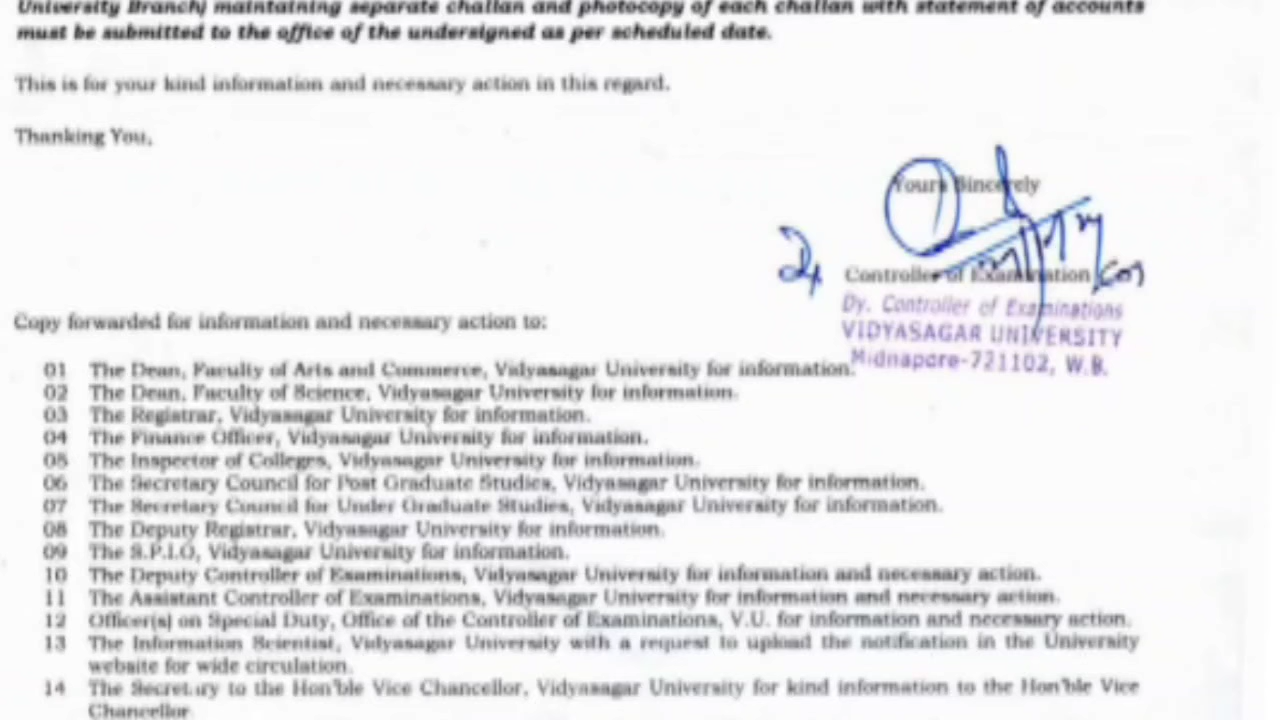 University Branch) maintaining separate challan and photocopy of each challan with statement of accounts
must be submitted to the office of the undersigned as per scheduled date.
This is for your kind information and necessary action in this regard.
Thanking You,
Yours Sincerely
Controller of Examination
Dy. Controller of Examinations
VIDYASAGAR UNIVERSITY
Midnapore-721102, W.B.
Copy forwarded for information and necessary action to:
01 The Dean, Faculty of Arts and Commerce, Vidyasagar University for information.
02 The Dean, Faculty of Science, Vidyasagar University for information.
03 The Registrar, Vidyasagar University for information.
04 The Finance Officer, Vidyasagar University for information.
05 The Inspector of Colleges, Vidyasagar University for information.
06 The Secretary Council for Post Graduate Studies, Vidyasagar University for information.
07 The Secretary Council for Under Graduate Studies, Vidyasagar University for information.
08 The Deputy Registrar, Vidyasagar University for information.
09 The S.P.I.O, Vidyasagar University for information.
10 The Deputy Controller of Examinations, Vidyasagar University for information and necessary action.
11 The Assistant Controller of Examinations, Vidyasagar University for information and necessary action.
12 Officer(s) on Special Duty, Office of the Controller of Examinations, V.U. for information and necessary action.
13 The Information Scientist, Vidyasagar University with a request to upload the notification in the University
website for wide circulation.
14 The Secretary to the Hon'ble Vice Chancellor, Vidyasagar University for kind information to the Hon'ble Vice
Chancellor